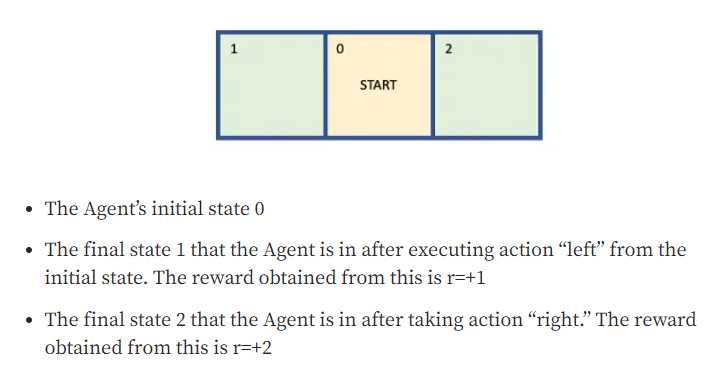 1 0 2
START
• The Agent’s initial state 0
• The final state 1 that the Agent is in after executing action “left” from the
initial state. The reward obtained from this is r=+1
• The final state 2 that the Agent is in after taking action “right.” The reward
obtained from this is r=+2